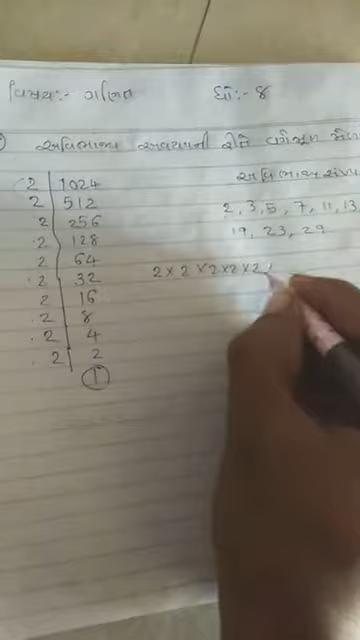 વિષય:- ગણિત ધો:- ૪
અવિભાજ્ય અવયવની રીતે વર્ગમૂળ
અવિભાજ્ય સંખ્યા
2 | 1024
2 | 512
2 | 256
2 | 128
2 | 64
2 | 32
2 | 16
2 | 8
2 | 4
2 | 2
1
2, 3, 5, 7, 11, 13
19, 23, 29
2 × 2 × 2 × 2 × 2